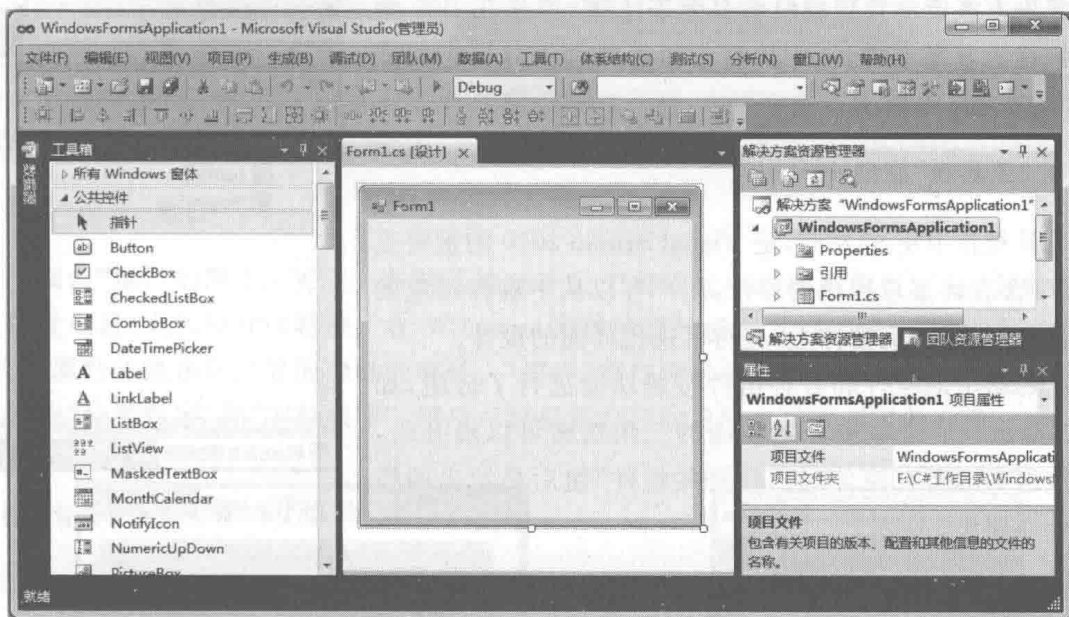 WindowsFormsApplication1 - Microsoft Visual Studio(管理员)
文件(F) 编辑(E) 视图(V) 项目(P) 生成(B) 调试(D) 团队(M) 数据(A) 工具(T) 体系结构(C) 测试(S) 分析(N) 窗口(W) 帮助(H)
Debug
数据源
工具箱
所有 Windows 窗体
公共控件
指针
Button
CheckBox
CheckedListBox
ComboBox
DateTimePicker
Label
LinkLabel
ListBox
ListView
MaskedTextBox
MonthCalendar
NotifyIcon
NumericUpDown
PictureBox
Form1.cs [设计]
Form1
解决方案资源管理器
解决方案 "WindowsFormsApplication1"
WindowsFormsApplication1
Properties
引用
Form1.cs
解决方案资源管理器 团队资源管理器
属性
WindowsFormsApplication1 项目属性
项目文件 WindowsFormsApplicati
项目文件夹 F:\C#工作目录\Windows
项目文件
包含有关项目的版本、配置和其他信息的文件的
名称。
就绪